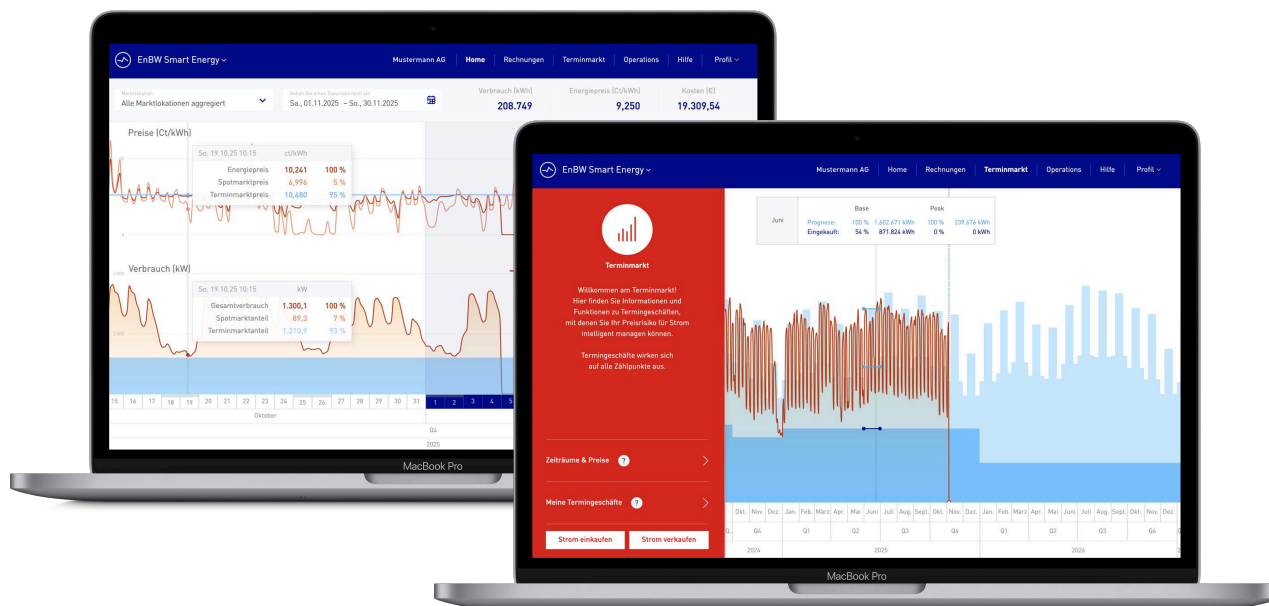 EnBW Smart Energy
Mustermann AG
Home
Rechnungen
Terminmarkt
Operations
Hilfe
Profil
Marktlokation
Alle Marktlokationen aggregiert
Geben Sie einen Datumsbereich ein
Sa., 01.11.2025 – So., 30.11.2025
Verbrauch (kWh)
208.749
Energiepreis (Ct/kWh)
9,250
Kosten (€)
19.309,54
Preise (Ct/kWh)
So. 19.10.25 10:15 ct/kWh
Energiepreis 10,241 100 %
Spotmarktpreis 6,996 5 %
Terminmarktpreis 10,480 95 %
0
Verbrauch (kW)
So. 19.10.25 10:15 kW
Gesamtverbrauch 1.300,1 100 %
Spotmarktanteil 89,3 7 %
Terminmarktanteil 1.210,9 93 %
15 16 17 18 19 20 21 22 23 24 25 26 27 28 29 30 31 1 2 3 4 5
Oktober
Q4
2025
MacBook Pro
EnBW Smart Energy
Mustermann AG
Home
Rechnungen
Terminmarkt
Operations
Hilfe
Profil
Terminmarkt
Willkommen am Terminmarkt!
Hier finden Sie Informationen und
Funktionen zu Termingeschäften,
mit denen Sie Ihr Preisrisiko für Strom
intelligent managen können.
Termingeschäfte wirken sich
auf alle Zählpunkte aus.
Zeiträume & Preise ?
Meine Termingeschäfte ?
Strom einkaufen
Strom verkaufen
Juni
Base Peak
Prognose: 100 % 1.602.671 kWh 100 % 239.676 kWh
Eingekauft: 54 % 871.824 kWh 0 % 0 kWh
Okt. Nov. Dez. Jan. Feb. März Apr. Mai Juni Juli Aug. Sept. Okt. Nov. Dez. Jan. Feb. März Apr. Mai Juni Juli Aug. Sept. Okt. Nov. Dez.
Q4 Q1 Q2 Q3 Q4 Q1 Q2 Q3 Q4
2024 2025 2026
MacBook Pro